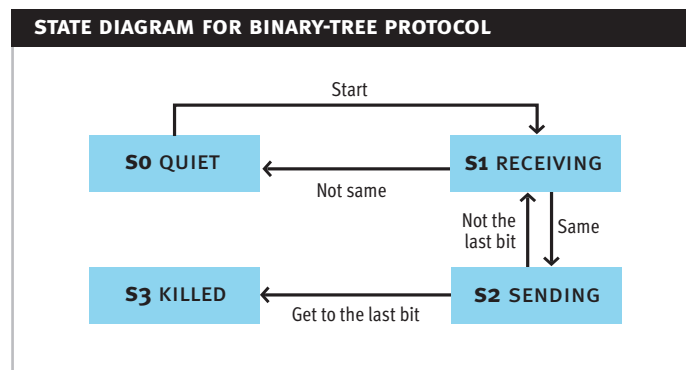 STATE DIAGRAM FOR BINARY-TREE PROTOCOL
Start
S0 QUIET
S1 RECEIVING
Not same
Not the
last bit
Same
S3 KILLED
S2 SENDING
Get to the last bit